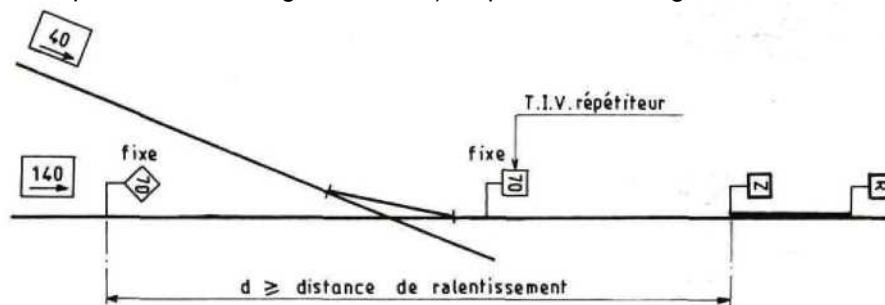 40
T.I.V. répétiteur
fixe
fixe
140
70
70
Z
R
d ≥ distance de ralentissement